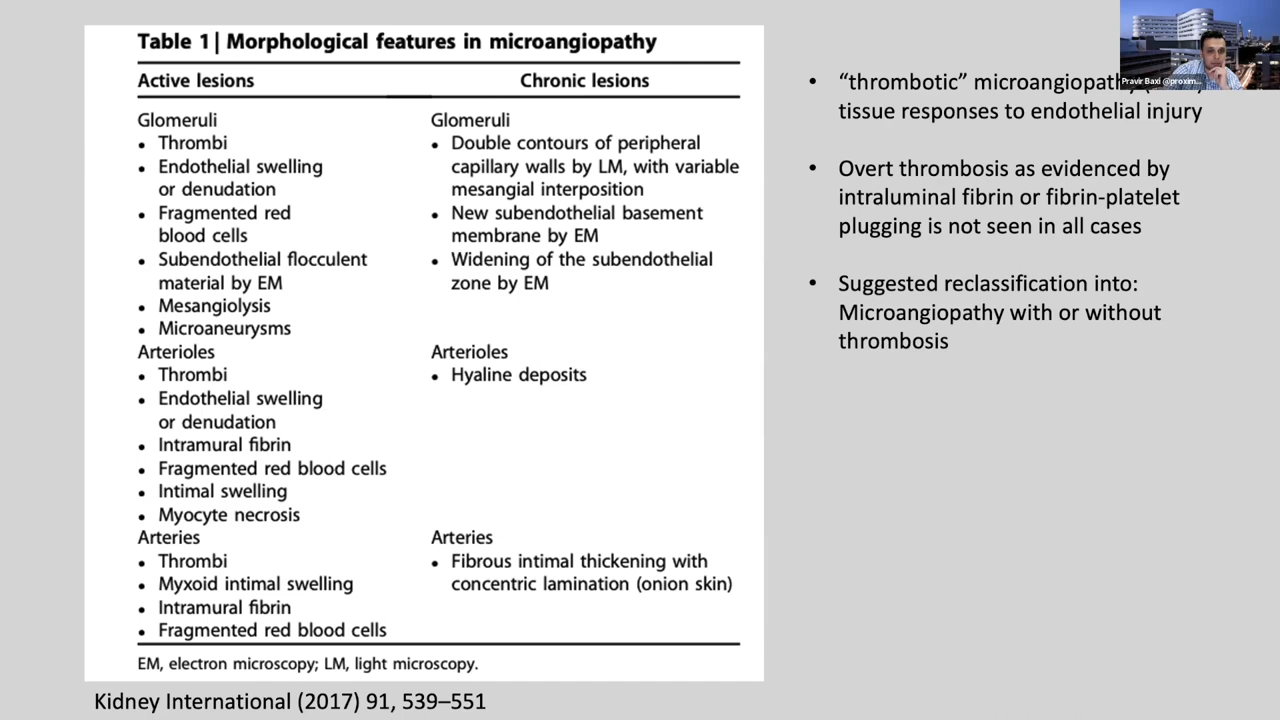 Table 1 | Morphological features in microangiopathy
Active lesions
Chronic lesions
Glomeruli
• Thrombi
• Endothelial swelling
or denudation
• Fragmented red
blood cells
• Subendothelial flocculent
material by EM
• Mesangiolysis
• Microaneurysms
Glomeruli
• Double contours of peripheral
capillary walls by LM, with variable
mesangial interposition
• New subendothelial basement
membrane by EM
• Widening of the subendothelial
zone by EM
Arterioles
• Thrombi
• Endothelial swelling
or denudation
• Intramural fibrin
• Fragmented red blood cells
• Intimal swelling
• Myocyte necrosis
Arterioles
• Hyaline deposits
Arteries
• Thrombi
• Myxoid intimal swelling
• Intramural fibrin
• Fragmented red blood cells
Arteries
• Fibrous intimal thickening with
concentric lamination (onion skin)
EM, electron microscopy; LM, light microscopy.
Kidney International (2017) 91, 539–551
• “thrombotic” 
tissue responses to endothelial injury
• Overt thrombosis as evidenced by
intraluminal fibrin or fibrin-platelet
plugging is not seen in all cases
• Suggested reclassification into:
Microangiopathy with or without
thrombosis
Pravir Baxi @proxim...